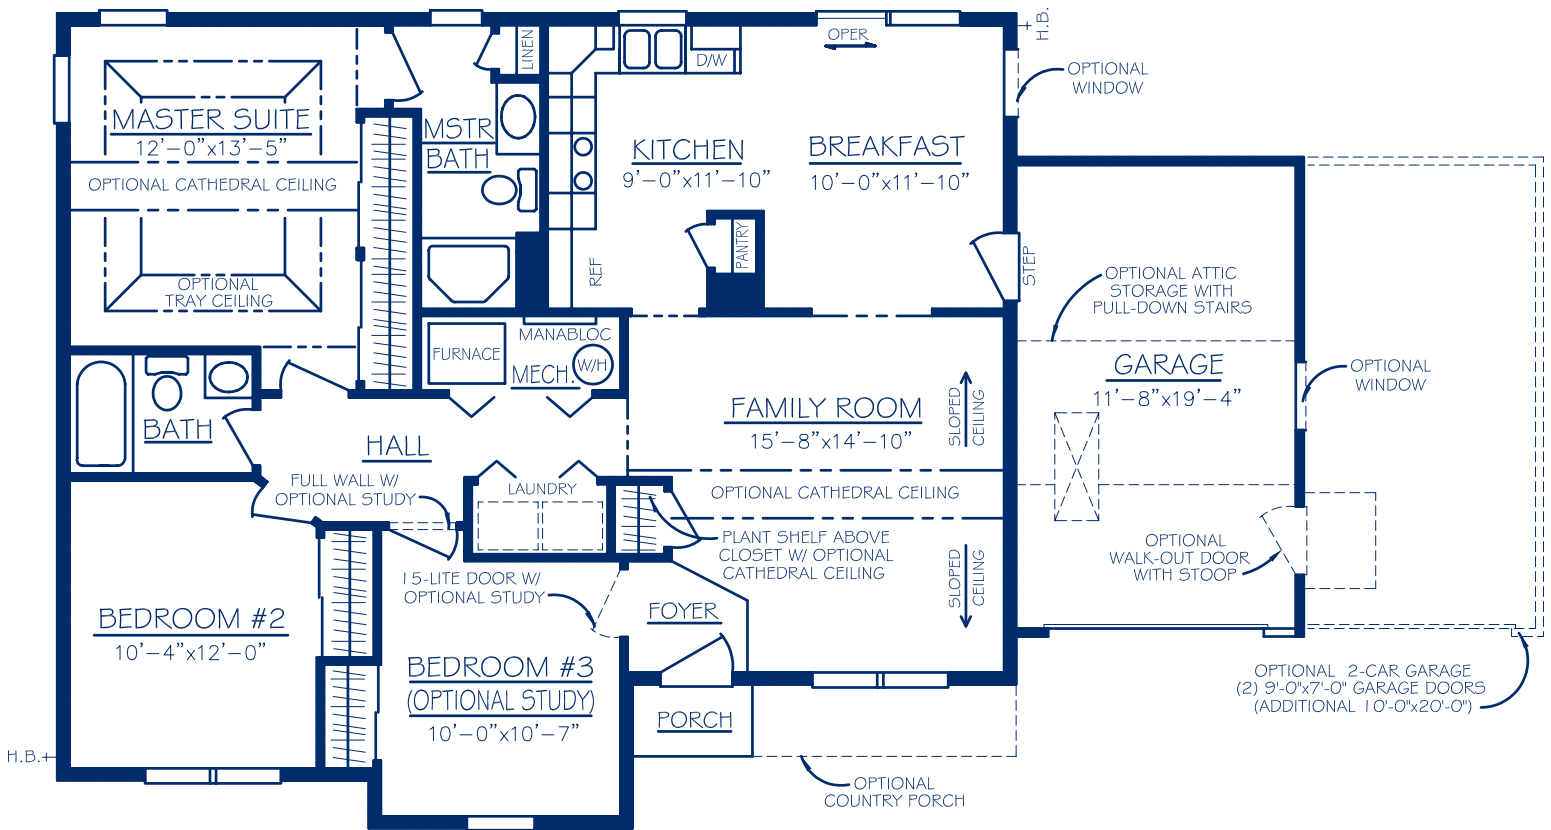 H.B.
OPER
LINEN
D/W
OPTIONAL
WINDOW
MASTER SUITE
12'-0"x13'-5"
OPTIONAL CATHEDRAL CEILING
MSTR
BATH
KITCHEN
9'-0"x11'-10"
BREAKFAST
10'-0"x11'-10"
PANTRY
REF
STEP
OPTIONAL
TRAY CEILING
OPTIONAL ATTIC
STORAGE WITH
PULL-DOWN STAIRS
MANABLOC
FURNACE
W/H
MECH.
GARAGE
11'-8"x19'-4"
OPTIONAL
WINDOW
BATH
HALL
FAMILY ROOM
15'-8"x14'-10"
SLOPED
CEILING
FULL WALL W/
OPTIONAL STUDY
LAUNDRY
OPTIONAL CATHEDRAL CEILING
PLANT SHELF ABOVE
CLOSET W/ OPTIONAL
CATHEDRAL CEILING
OPTIONAL
WALK-OUT DOOR
WITH STOOP
15-LITE DOOR W/
OPTIONAL STUDY
SLOPED
CEILING
BEDROOM #2
10'-4"x12'-0"
FOYER
BEDROOM #3
(OPTIONAL STUDY)
10'-0"x10'-7"
PORCH
OPTIONAL 2-CAR GARAGE
(2) 9'-0"x7'-0" GARAGE DOORS
(ADDITIONAL 10'-0"x20'-0")
H.B.
OPTIONAL
COUNTRY PORCH